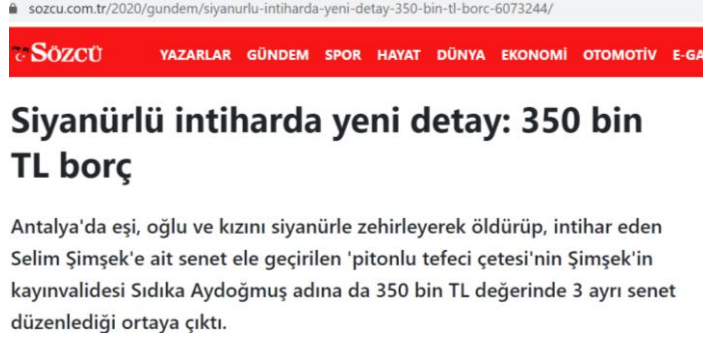 sozcu.com.tr/2020/gundem/siyanurlu-intiharda-yeni-detay-350-bin-tl-borc-6073244/
SÖZCÜ YAZARLAR GÜNDEM SPOR HAYAT DÜNYA EKONOMİ OTOMOTİV E-GA
Siyanürlü intiharda yeni detay: 350 bin
TL borç
Antalya'da eşi, oğlu ve kızını siyanürle zehirleyerek öldürüp, intihar eden
Selim Şimşek'e ait senet ele geçirilen 'pitonlu tefeci çetesi'nin Şimşek'in
kayınvalidesi Sıdıka Aydoğmuş adına da 350 bin TL değerinde 3 ayrı senet
düzenlediği ortaya çıktı.